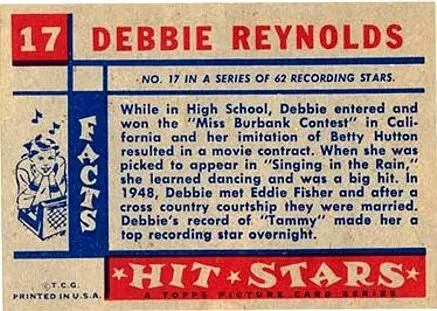 17 DEBBIE REYNOLDS
NO. 17 IN A SERIES OF 62 RECORDING STARS.
FACTS
While in High School, Debbie entered and
won the "Miss Burbank Contest" in Cali-
fornia and her imitation of Betty Hutton
resulted in a movie contract. When she was
picked to appear in "Singing in the Rain,"
she learned dancing and was a big hit. In
1948, Debbie met Eddie Fisher and after a
cross country courtship they were married.
Debbie's record of "Tammy" made her a
top recording star overnight.
©T.C.G.
PRINTED IN U.S.A.
★HIT★STARS★
A TOPPS PICTURE CARD SERIES